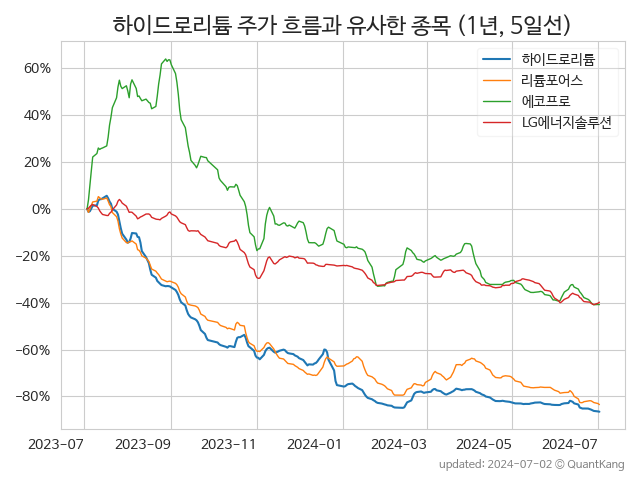 하이드로리튬 주가 흐름과 유사한 종목 (1년, 5일선)
하이드로리튬
리튬포어스
에코프로
LG에너지솔루션
60%
40%
20%
0%
−20%
−40%
−60%
−80%
2023-07 2023-09 2023-11 2024-01 2024-03 2024-05 2024-07
updated: 2024-07-02 © QuantKang